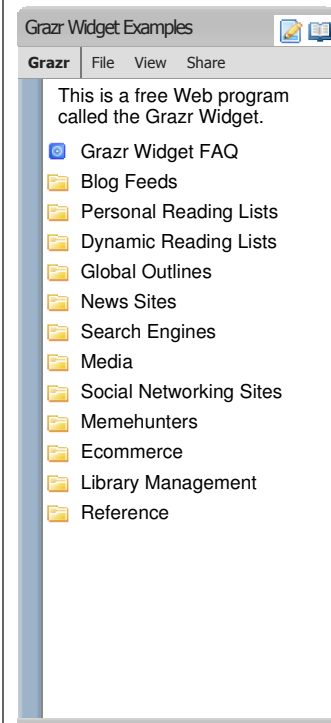 Grazr Widget Examples
Grazr File View Share
This is a free Web program
called the Grazr Widget.
Grazr Widget FAQ
Blog Feeds
Personal Reading Lists
Dynamic Reading Lists
Global Outlines
News Sites
Search Engines
Media
Social Networking Sites
Memehunters
Ecommerce
Library Management
Reference